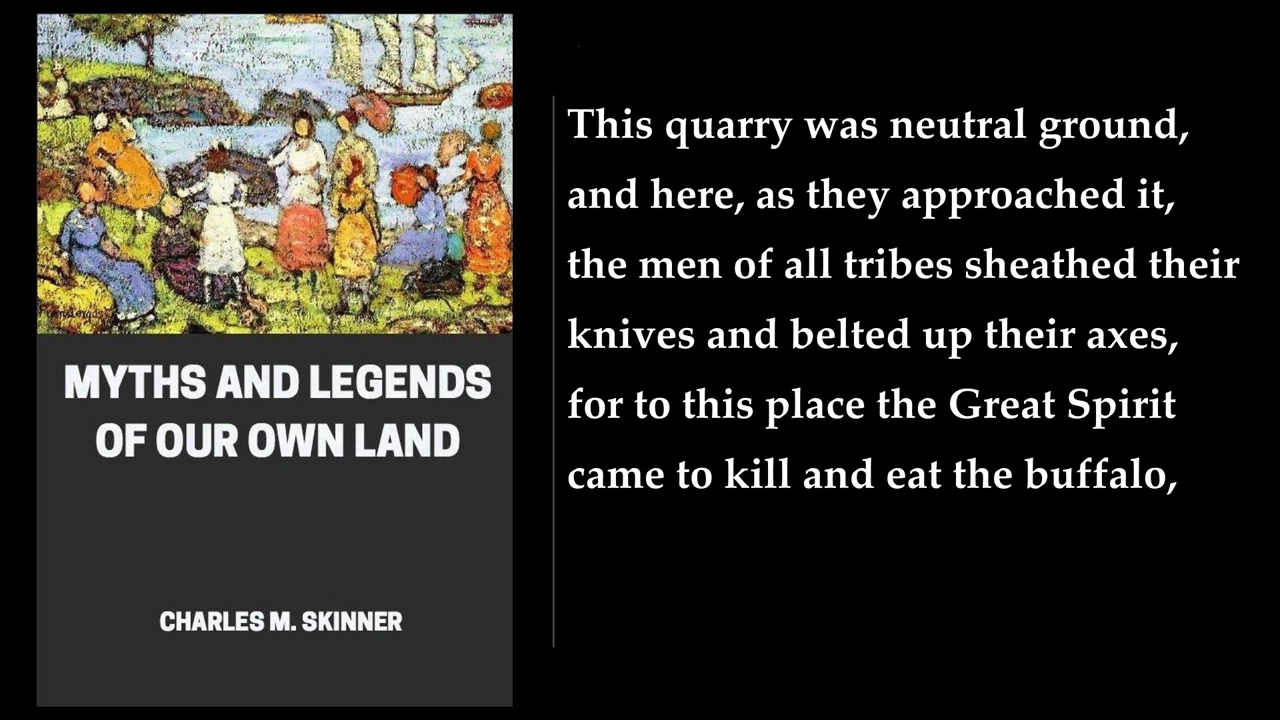 MYTHS AND LEGENDS
OF OUR OWN LAND
CHARLES M. SKINNER
This quarry was neutral ground,
and here, as they approached it,
the men of all tribes sheathed their
knives and belted up their axes,
for to this place the Great Spirit
came to kill and eat the buffalo,